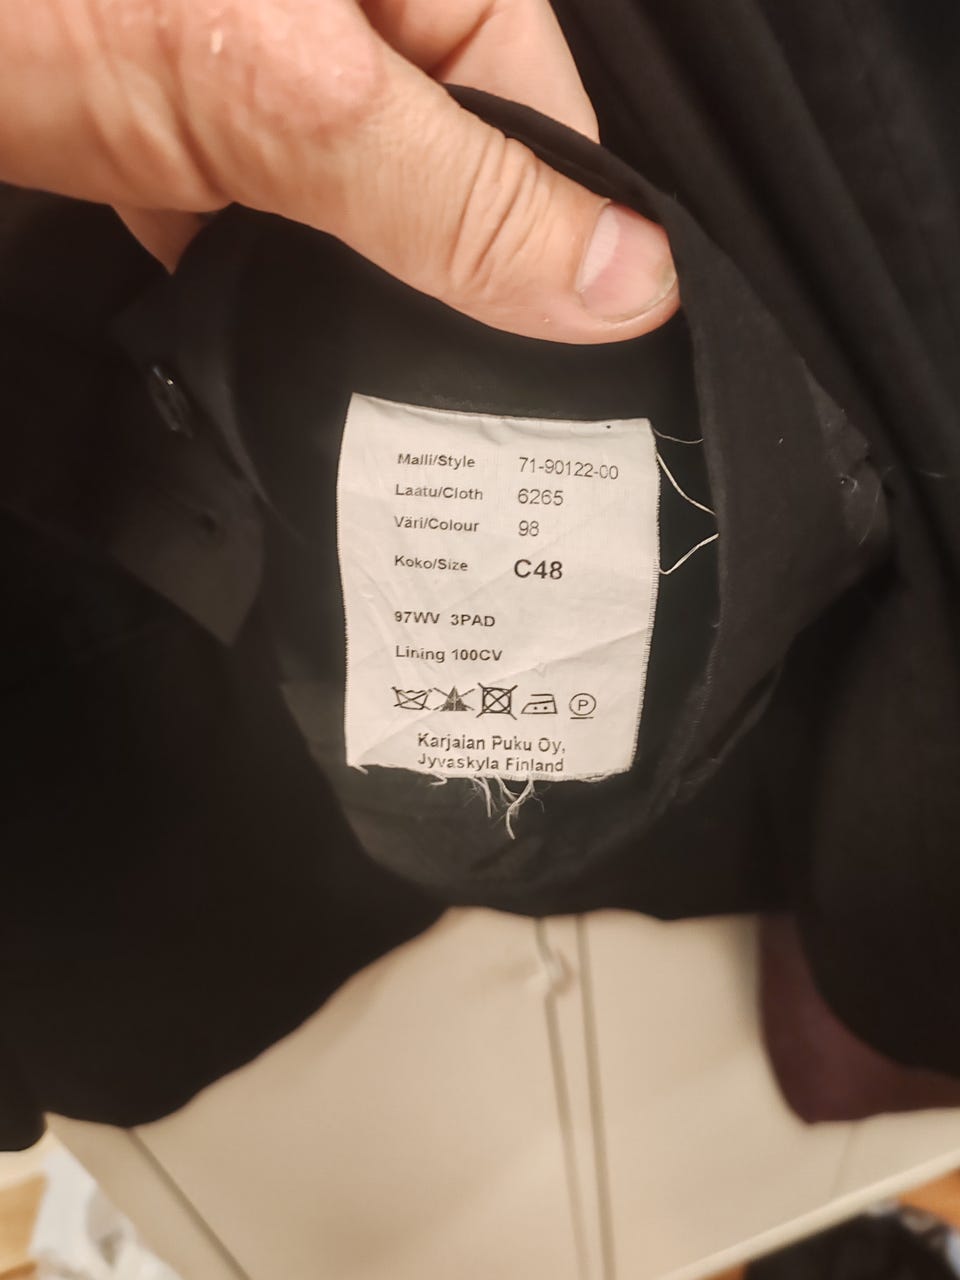 Malli/Style 71-90122-00
Laatu/Cloth 6265
Väri/Colour 98
Koko/Size C48
97WV 3PAD
Lining 100CV
P
Karjalan Puku Oy,
Jyvaskyla Finland